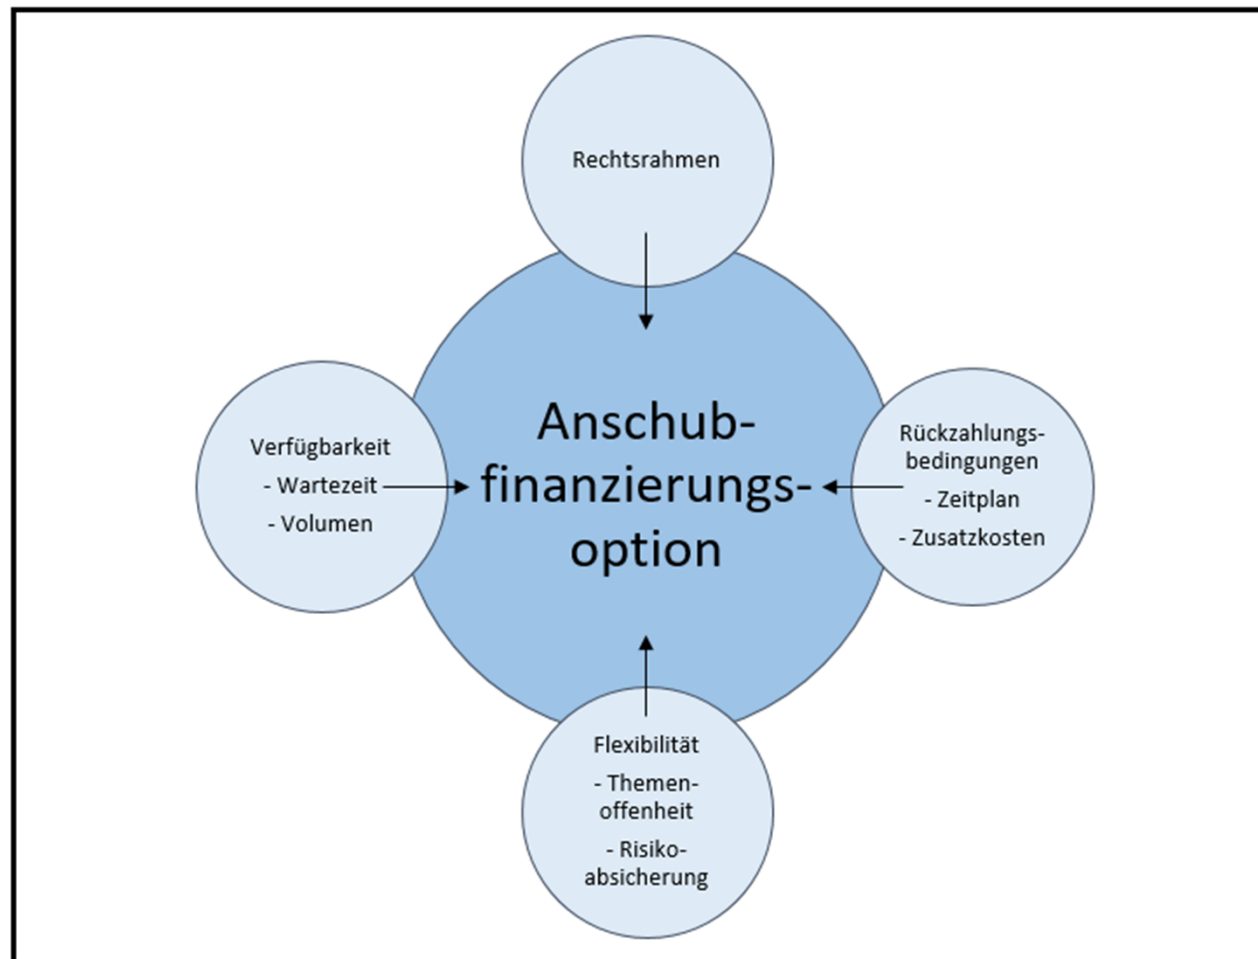 Rechtsrahmen
Verfügbarkeit
- Wartezeit
- Volumen
Anschub-
finanzierungs-
option
Rückzahlungs-
bedingungen
- Zeitplan
- Zusatzkosten
Flexibilität
- Themen-
offenheit
- Risiko-
absicherung